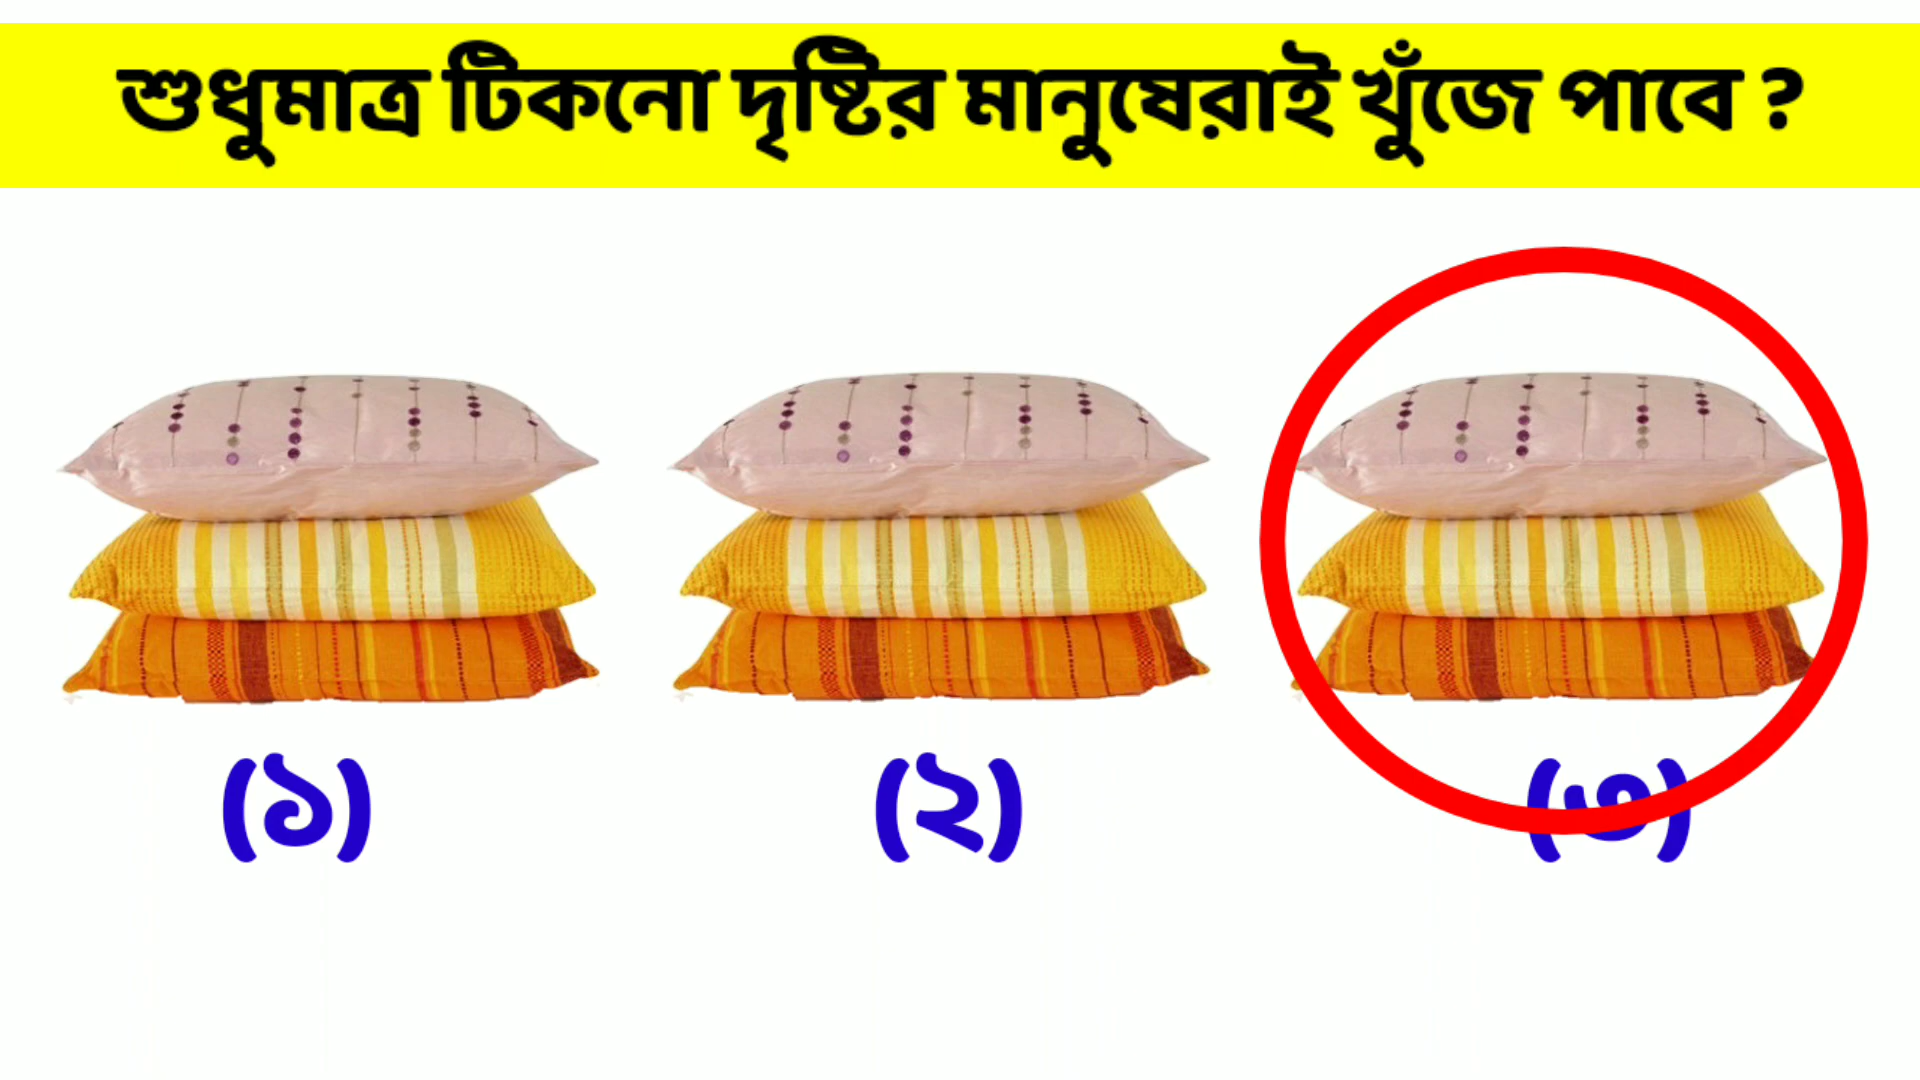 শুধুমাত্র টিকনো দৃষ্টির মানুষেরাই খুঁজে পাবে ?
(১) (২) (৩)